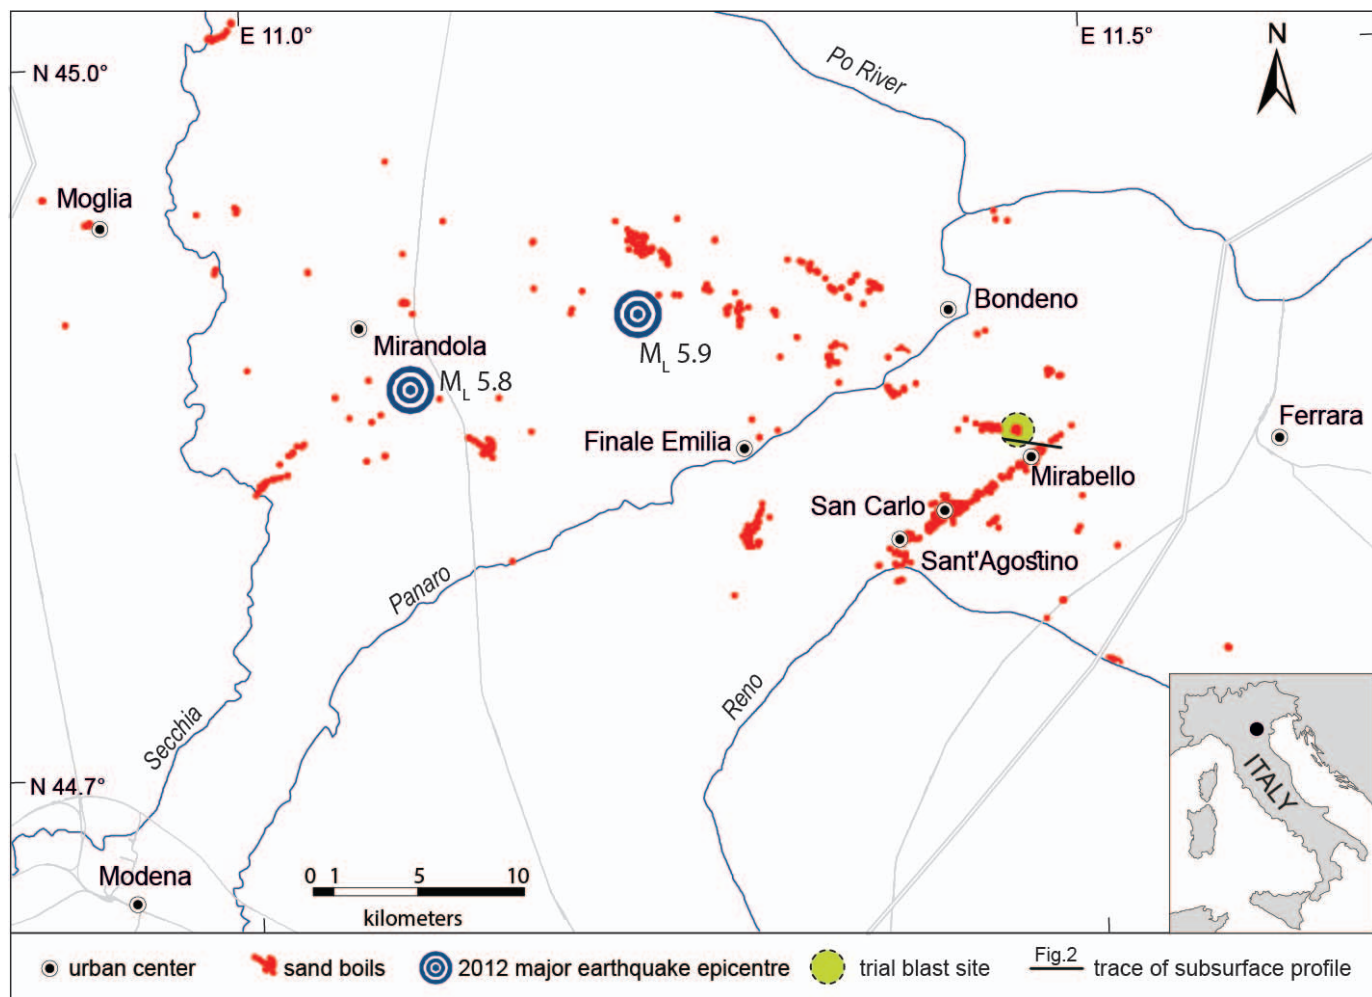 E 11.0°
E 11.5°
N
N 45.0°
Po River
Moglia
Bondeno
Mirandola
ML 5.9
ML 5.8
Ferrara
Finale Emilia
Mirabello
San Carlo
Sant'Agostino
Panaro
Reno
Secchia
N 44.7°
ITALY
Modena
0 1 5 10
kilometers
urban center
sand boils
2012 major earthquake epicentre
trial blast site
Fig.2
trace of subsurface profile